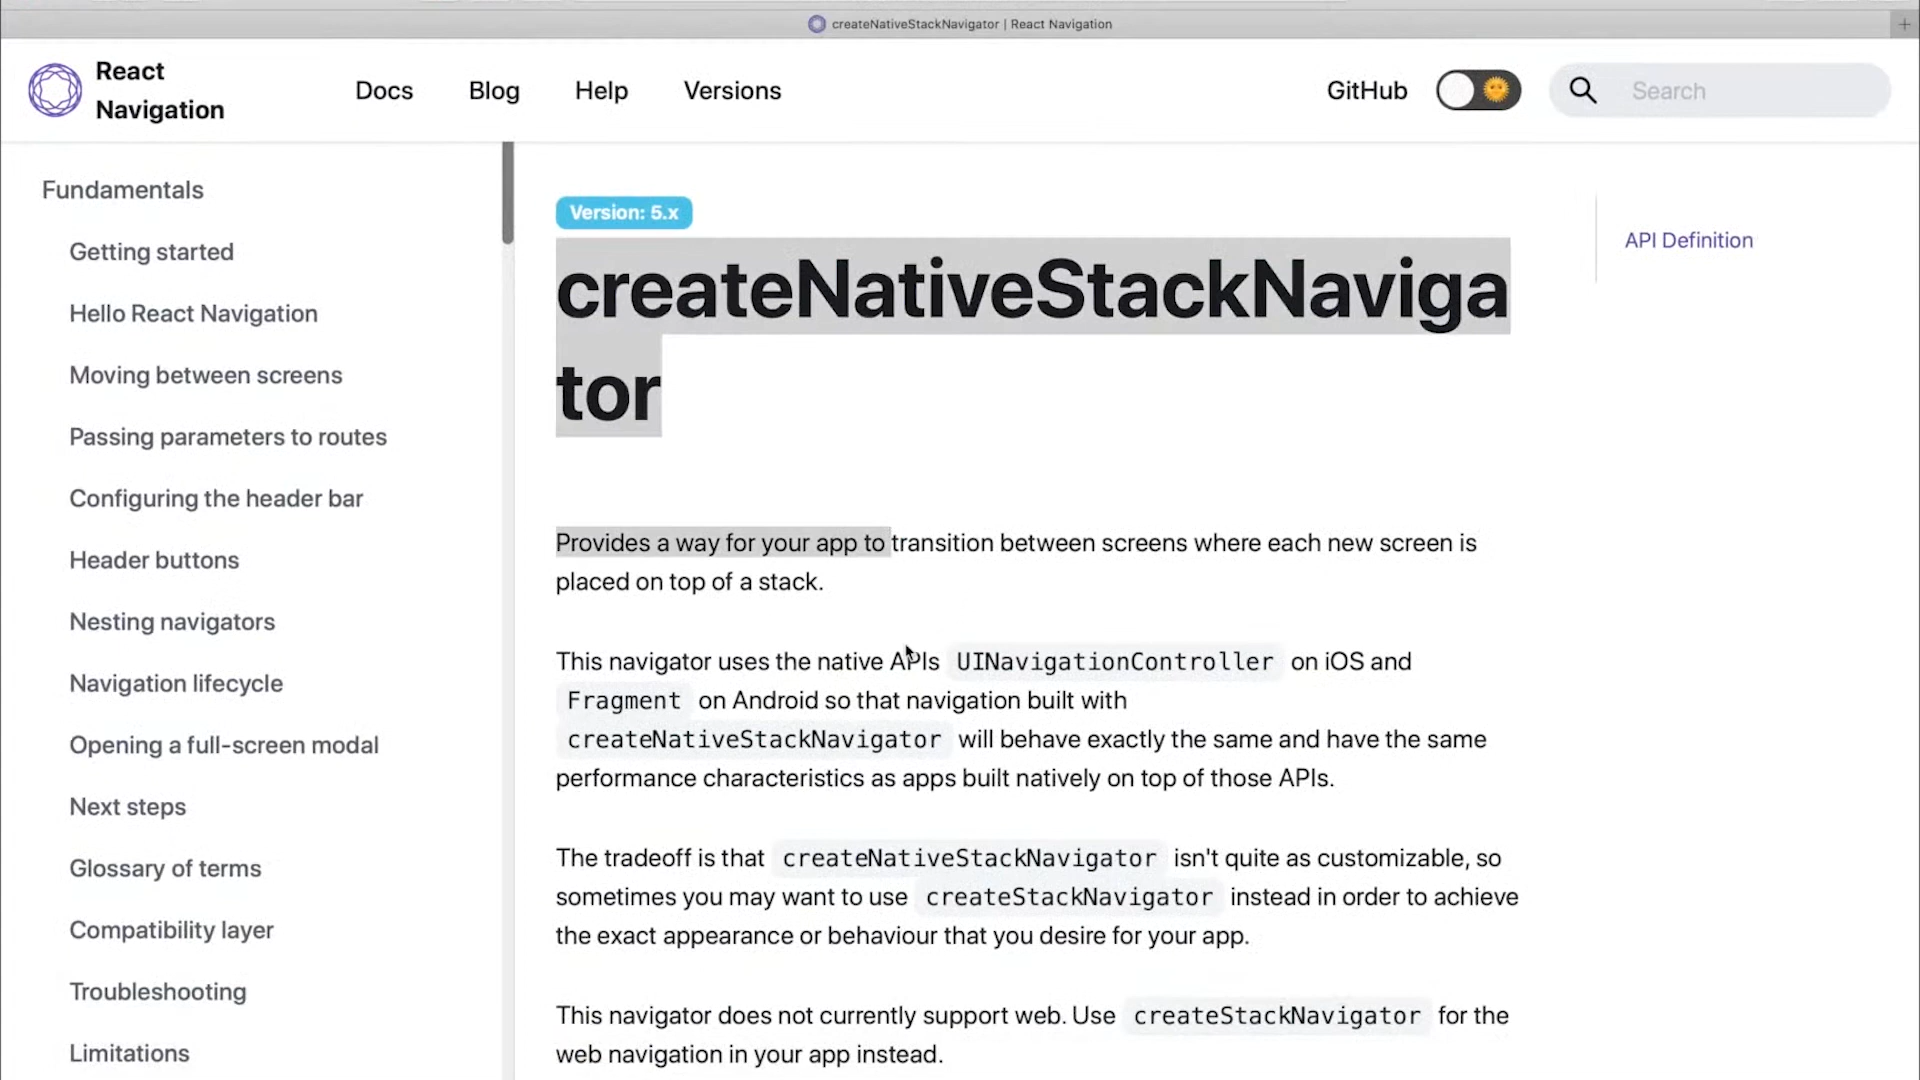 createNativeStackNavigator | React Navigation
+
React
Navigation
Docs
Blog
Help
Versions
GitHub
Search
Fundamentals
Getting started
Hello React Navigation
Moving between screens
Passing parameters to routes
Configuring the header bar
Header buttons
Nesting navigators
Navigation lifecycle
Opening a full-screen modal
Next steps
Glossary of terms
Compatibility layer
Troubleshooting
Limitations
Version: 5.x
createNativeStackNaviga
tor
Provides a way for your app to transition between screens where each new screen is
placed on top of a stack.
This navigator uses the native APIs UINavigationController on iOS and
Fragment on Android so that navigation built with
createNativeStackNavigator will behave exactly the same and have the same
performance characteristics as apps built natively on top of those APIs.
The tradeoff is that createNativeStackNavigator isn't quite as customizable, so
sometimes you may want to use createStackNavigator instead in order to achieve
the exact appearance or behaviour that you desire for your app.
This navigator does not currently support web. Use createStackNavigator for the
web navigation in your app instead.
API Definition